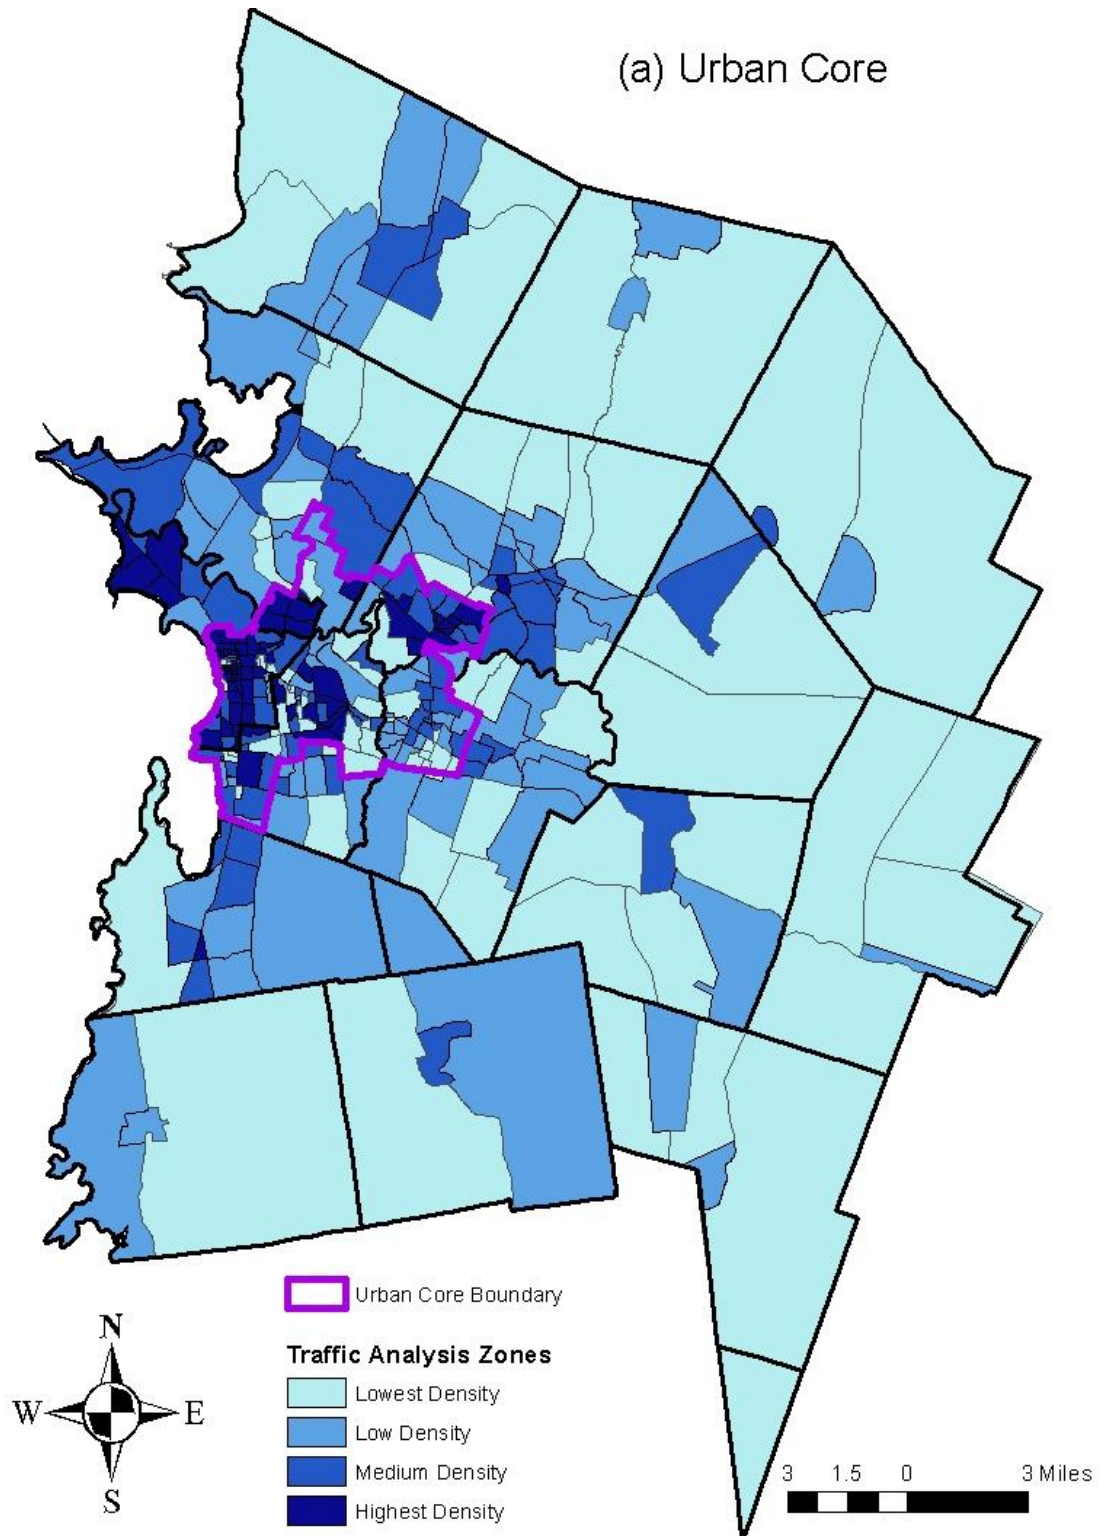 (a) Urban Core
Urban Core Boundary
Traffic Analysis Zones
Lowest Density
Low Density
Medium Density
Highest Density
N
W E
S
3 1.5 0 3 Miles